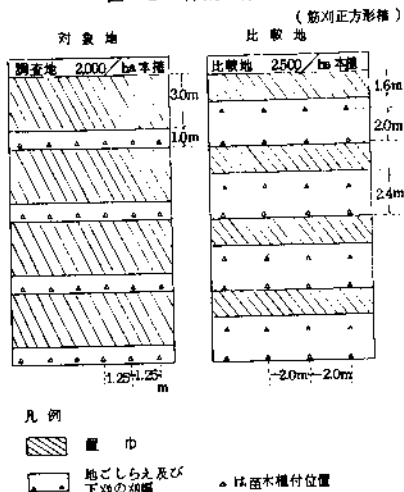 (筋刈正方形植)
対象地
比較地
調査地 2,000/ha本植
比較地 2,500/ha本植
3.0m
1.0m
1.6m
2.0m
2.4m
1.25 1.25
m
2.0m 2.0m
凡例
置巾
地ごしらえ及び
下刈の刈幅
は苗木植付位置